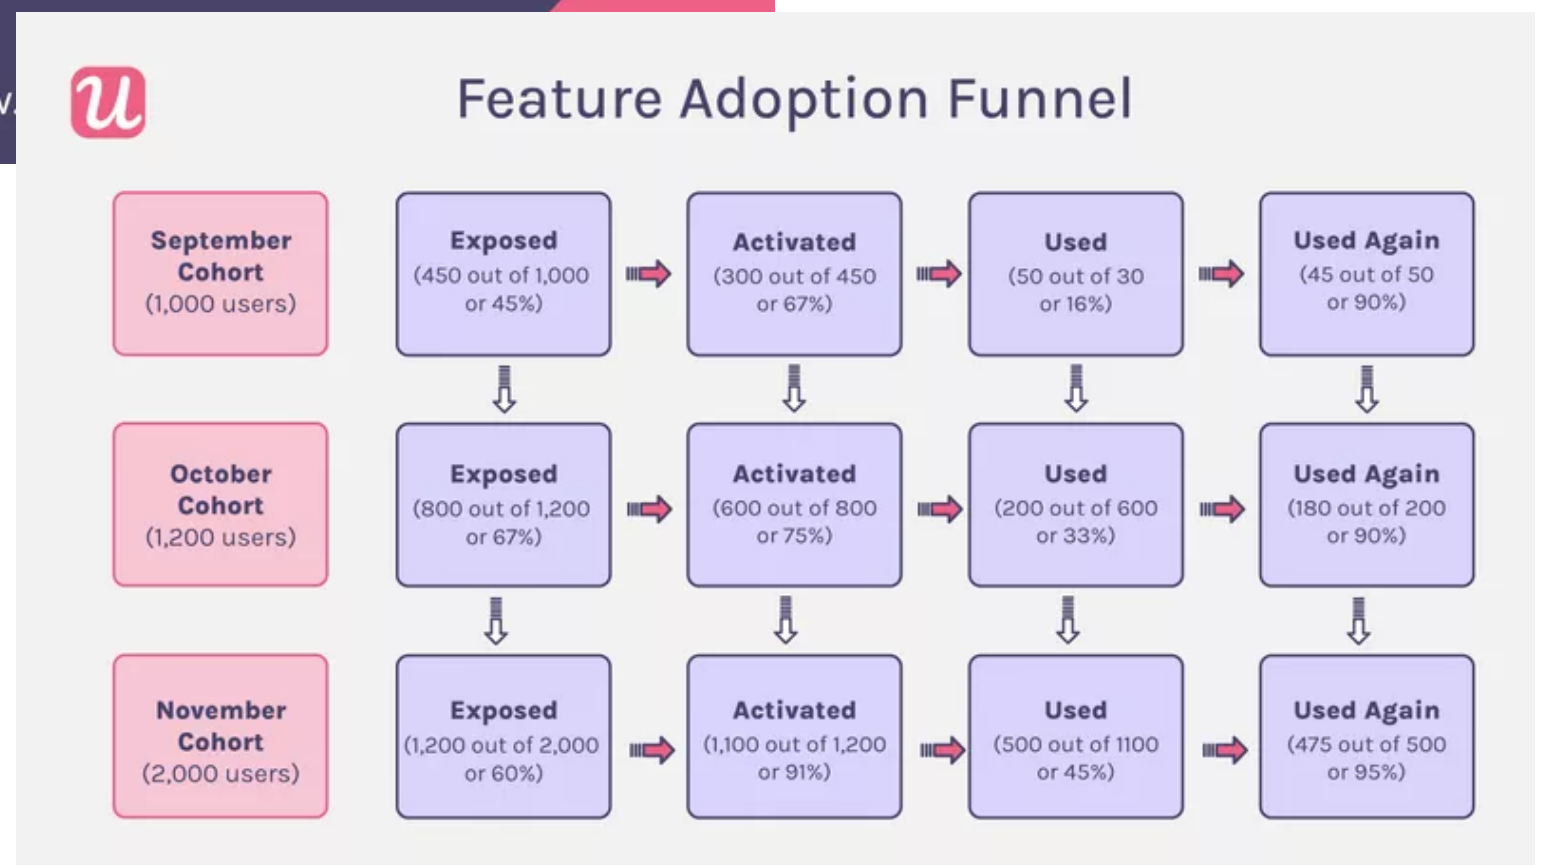 Feature Adoption Funnel
September
Cohort
(1,000 users)
Exposed
(450 out of 1,000
or 45%)
Activated
(300 out of 450
or 67%)
Used
(50 out of 30
or 16%)
Used Again
(45 out of 50
or 90%)
October
Cohort
(1,200 users)
Exposed
(800 out of 1,200
or 67%)
Activated
(600 out of 800
or 75%)
Used
(200 out of 600
or 33%)
Used Again
(180 out of 200
or 90%)
November
Cohort
(2,000 users)
Exposed
(1,200 out of 2,000
or 60%)
Activated
(1,100 out of 1,200
or 91%)
Used
(500 out of 1100
or 45%)
Used Again
(475 out of 500
or 95%)